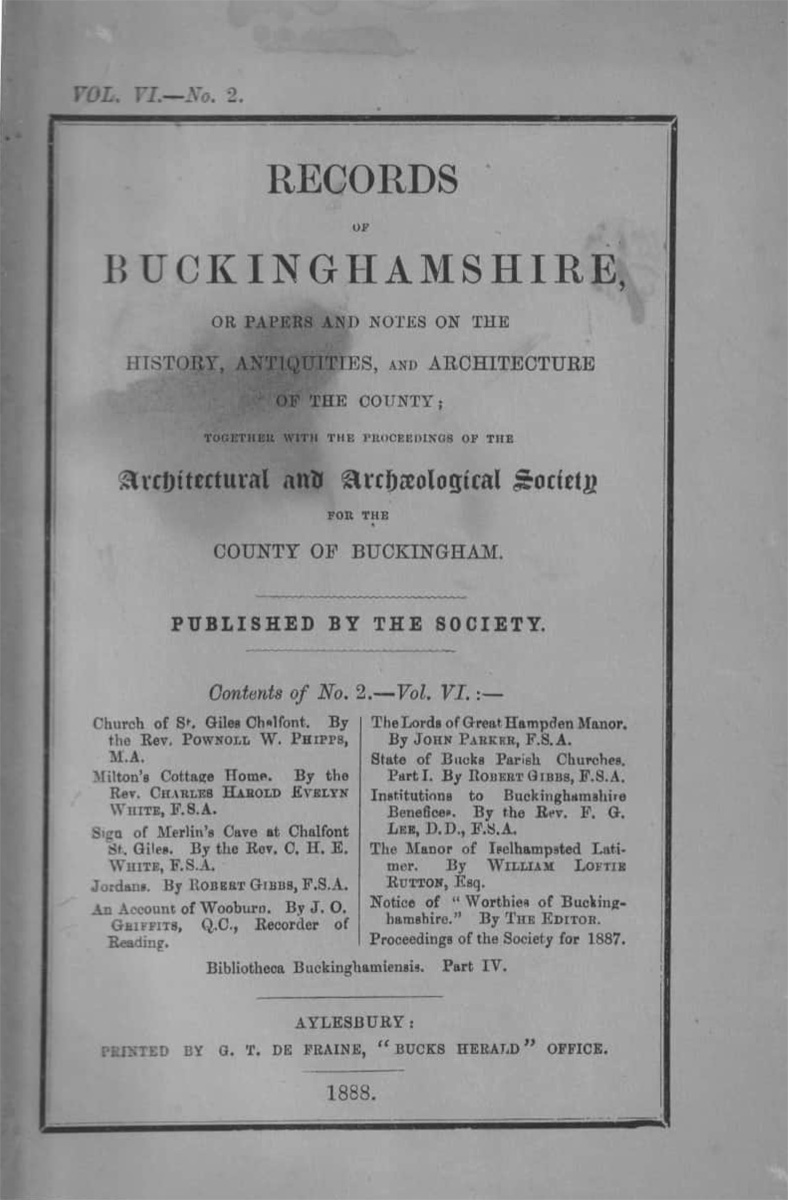 VOL. VI.—No. 2.
RECORDS
OF
BUCKINGHAMSHIRE,
OR PAPERS AND NOTES ON THE
HISTORY, ANTIQUITIES, AND ARCHITECTURE
OF THE COUNTY;
TOGETHER WITH THE PROCEEDINGS OF THE
Architectural and Archæological Society
FOR THE
COUNTY OF BUCKINGHAM.
PUBLISHED BY THE SOCIETY.
Contents of No. 2.—Vol. VI. :—
Church of St. Giles Chalfont. By
the Rev. POWNOLL W. PHIPPS,
M.A.
Milton's Cottage Home. By the
Rev. CHARLES HAROLD EVELYN
WHITE, F.S.A.
Sign of Merlin's Cave at Chalfont
St. Giles. By the Rev. C. H. E.
WHITE, F.S.A.
Jordans. By ROBERT GIBBS, F.S.A.
An Account of Wooburn. By J. O.
GRIFFITS, Q.C., Recorder of
Reading.
The Lords of Great Hampden Manor.
By JOHN PARKER, F.S.A.
State of Bucks Parish Churches.
Part I. By ROBERT GIBBS, F.S.A.
Institutions to Buckinghamshire
Benefices. By the Rev. F. G.
LEE, D.D., F.S.A.
The Manor of Iselhampsted Lati-
mer. By WILLIAM LOFTIE
RUTTON, Esq.
Notice of "Worthies of Bucking-
hamshire." By THE EDITOR.
Proceedings of the Society for 1887.
Bibliotheca Buckinghamiensis. Part IV.
AYLESBURY:
PRINTED BY G. T. DE FRAINE, "BUCKS HERALD" OFFICE.
1888.